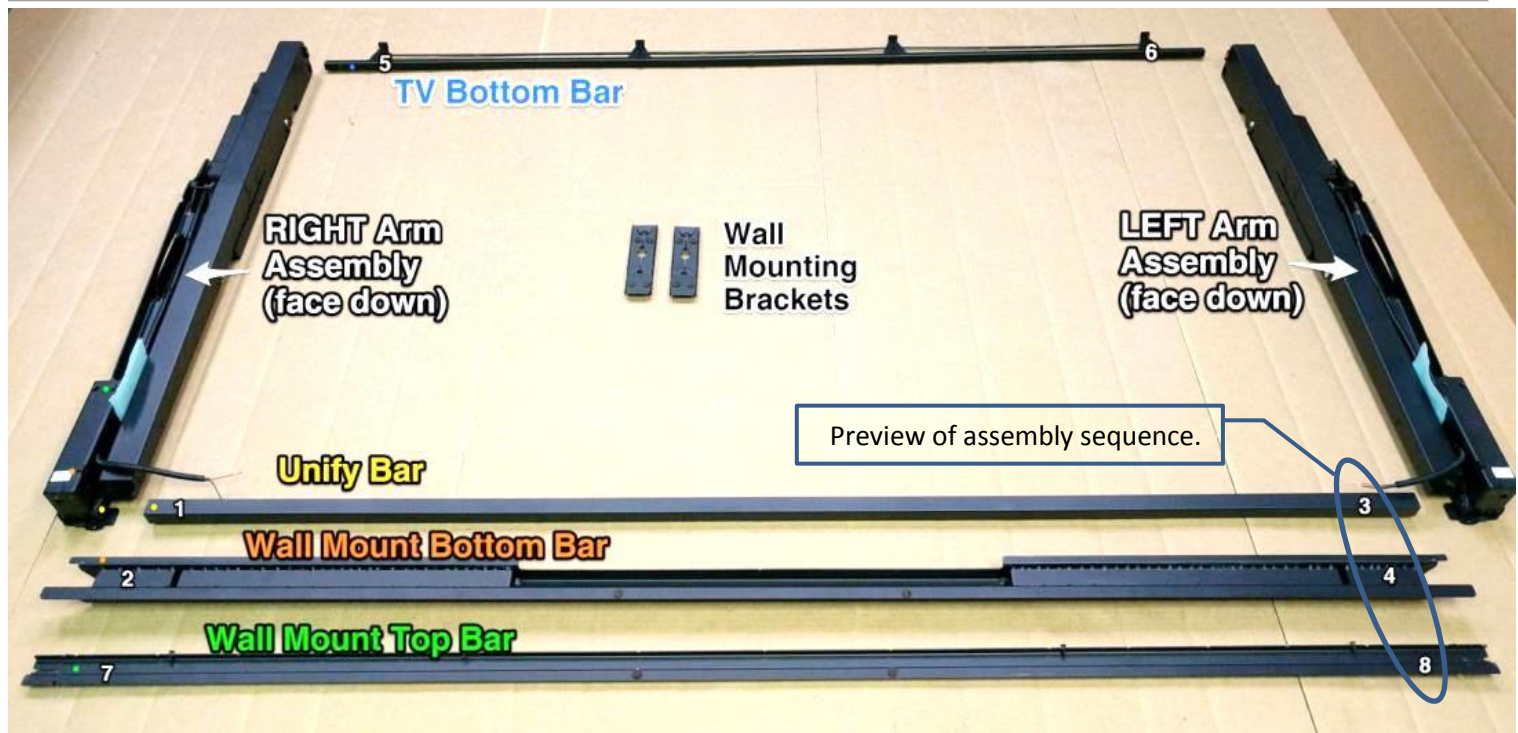 5
6
TV Bottom Bar
RIGHT Arm
Assembly
(face down)
Wall
Mounting
Brackets
LEFT Arm
Assembly
(face down)
Preview of assembly sequence.
Unify Bar
1
3
Wall Mount Bottom Bar
2
4
Wall Mount Top Bar
7
8